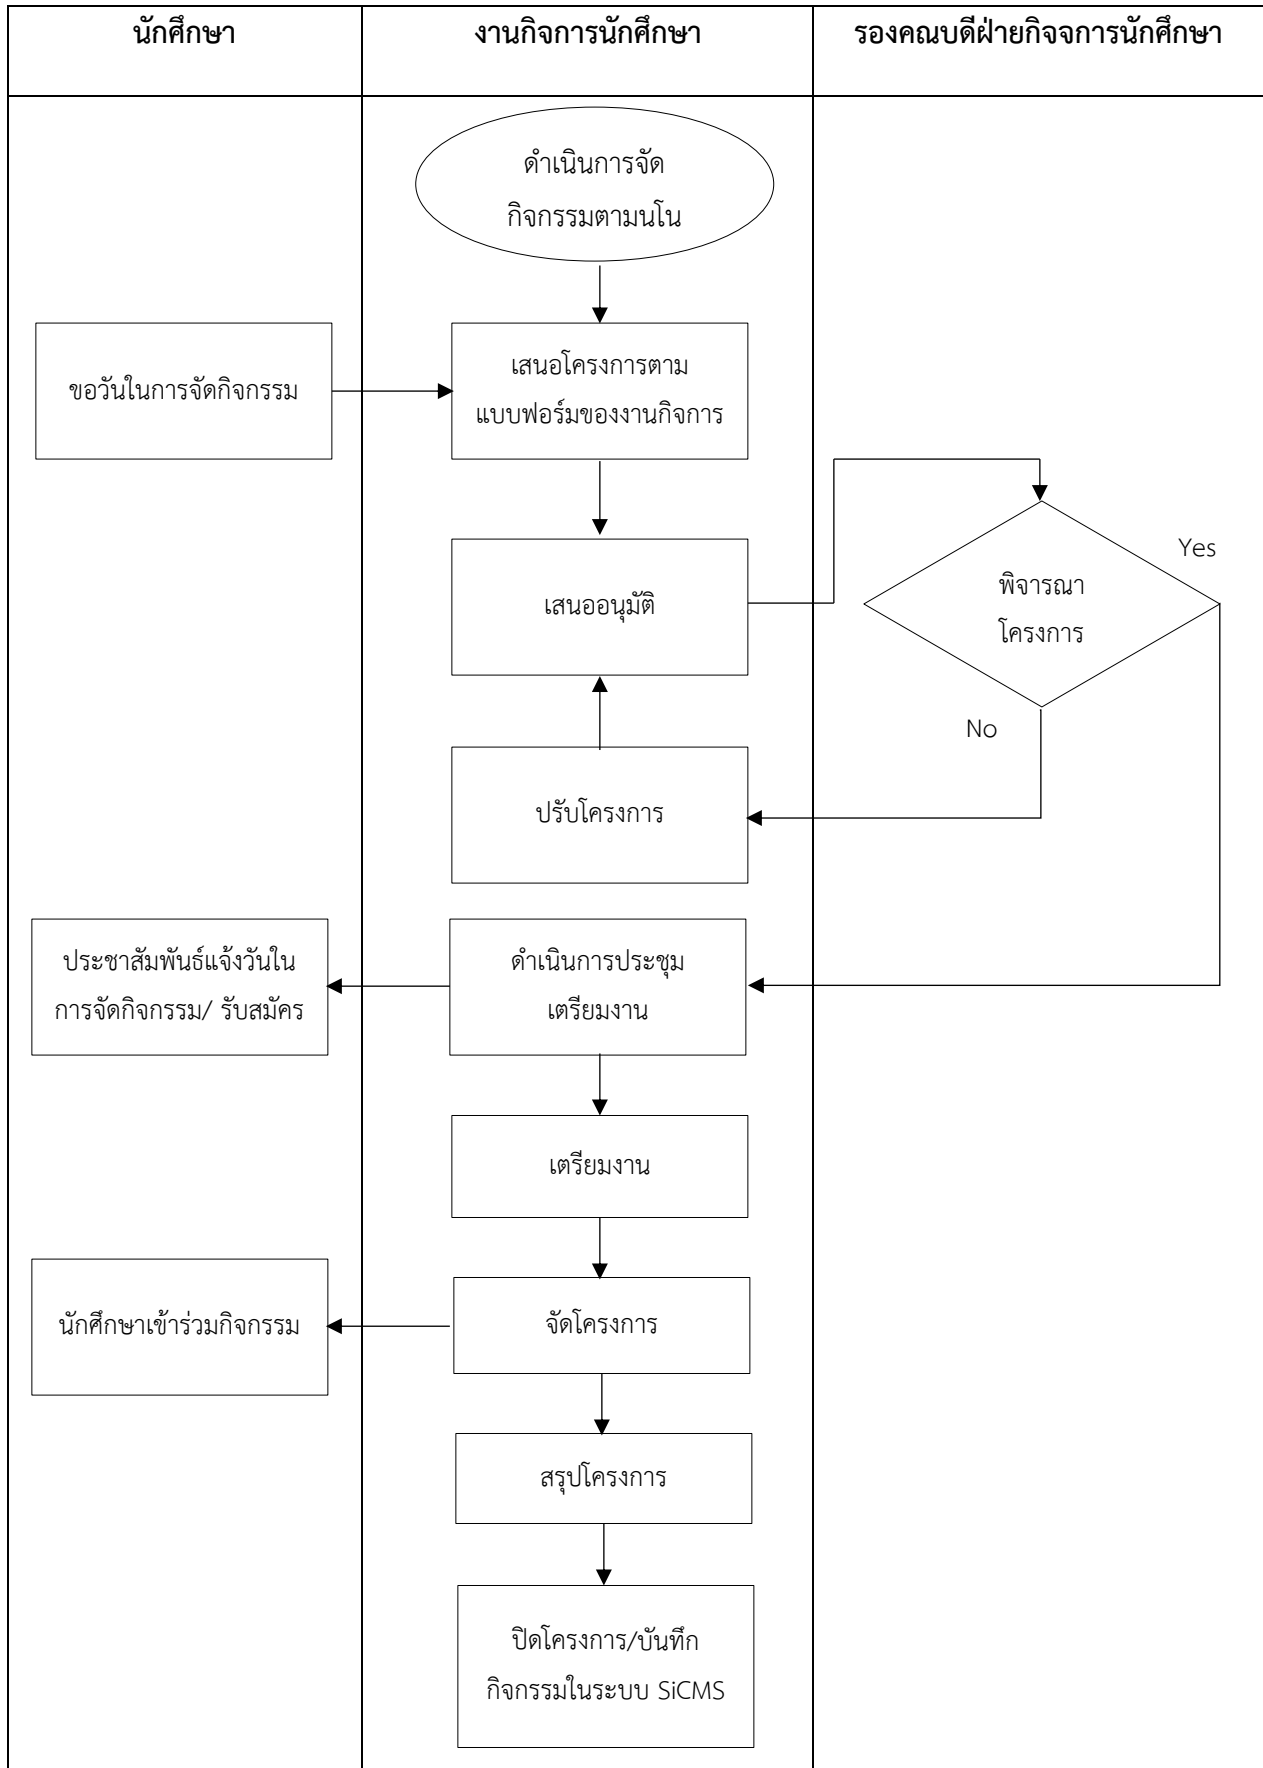 นักศึกษา
งานกิจการนักศึกษา
รองคณบดีฝ่ายกิจจการนักศึกษา
ดำเนินการจัด
กิจกรรมตามนโน
ขอวันในการจัดกิจกรรม
เสนอโครงการตาม
แบบฟอร์มของงานกิจการ
เสนออนุมัติ
Yes
พิจารณา
โครงการ
No
ปรับโครงการ
ประชาสัมพันธ์แจ้งวันใน
การจัดกิจกรรม/ รับสมัคร
ดำเนินการประชุม
เตรียมงาน
เตรียมงาน
นักศึกษาเข้าร่วมกิจกรรม
จัดโครงการ
สรุปโครงการ
ปิดโครงการ/บันทึก
กิจกรรมในระบบ SiCMS